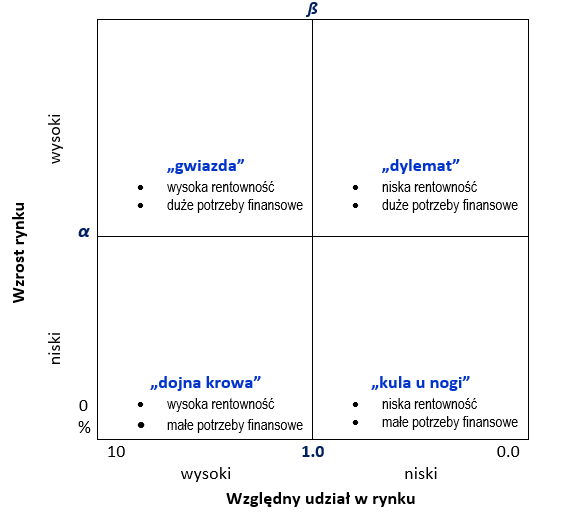 ß
wysoki
„gwiazda”
• wysoka rentowność
• duże potrzeby finansowe
„dylemat”
• niska rentowność
• duże potrzeby finansowe
Wzrost rynku
α
niski
„dojna krowa”
• wysoka rentowność
• małe potrzeby finansowe
„kula u nogi”
• niska rentowność
• małe potrzeby finansowe
0
%
10 1.0 0.0
wysoki niski
Względny udział w rynku